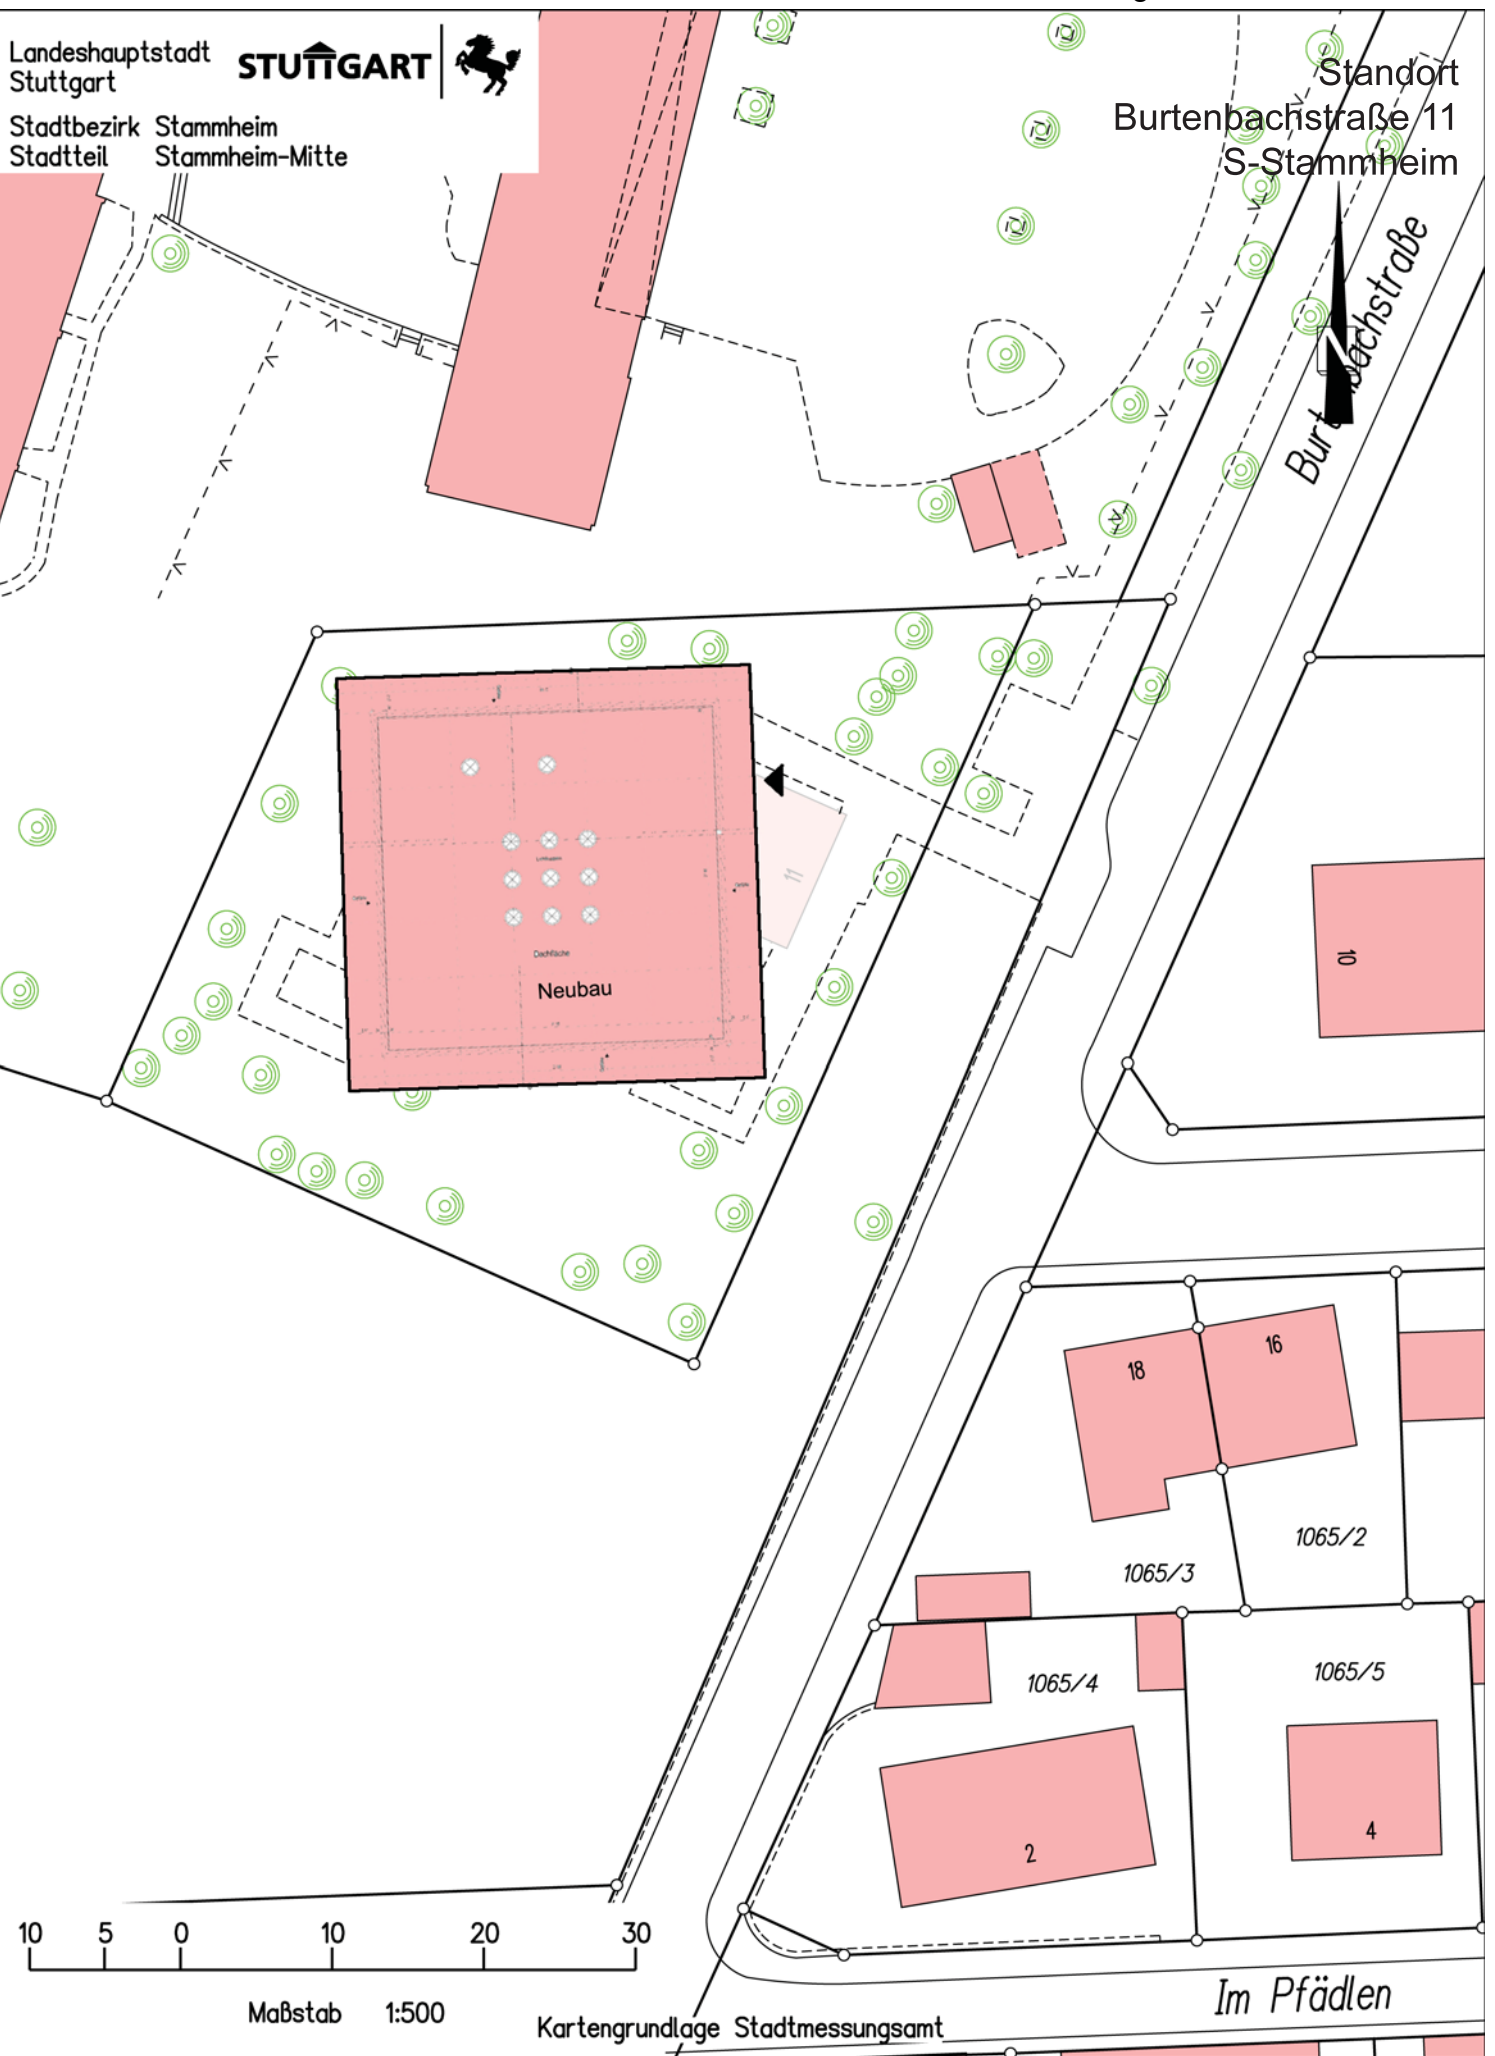 Landeshauptstadt
Stuttgart
STUTTGART
Stadtbezirk Stammheim
Stadtteil Stammheim-Mitte
Standort
Burtenbachstraße 11
S-Stammheim
Burtenbachstraße
11
Dachfläche
Neubau
10
18
16
1065/2
1065/3
1065/4
1065/5
2
4
10 5 0 10 20 30
Maßstab 1:500
Im Pfädlen
Kartengrundlage Stadtmessungsamt